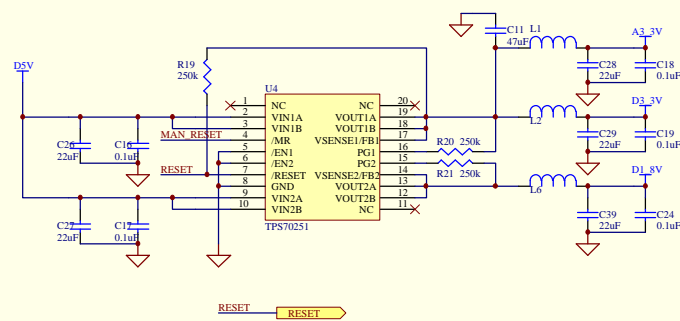 C11
47uF
L1
A3_3V
D5V
R19
250k
C28
22uF
C18
0.1uF
U4
1 NC NC 20
2 VIN1A VOUT1A 19
3 VIN1B VOUT1B 18
4 /MR VSENSE1/FB1 17
5 /EN1 PG1 16
6 /EN2 PG2 15
7 /RESET VSENSE2/FB2 14
8 GND VOUT2A 13
9 VIN2A VOUT2B 12
10 VIN2B NC 11
TPS70251
MAN_RESET
RESET
C26
22uF
C16
0.1uF
R20 250k
R21 250k
L2
D3_3V
C29
22uF
C19
0.1uF
L6
D1_8V
C27
22uF
C17
0.1uF
C39
22uF
C24
0.1uF
RESET
RESET